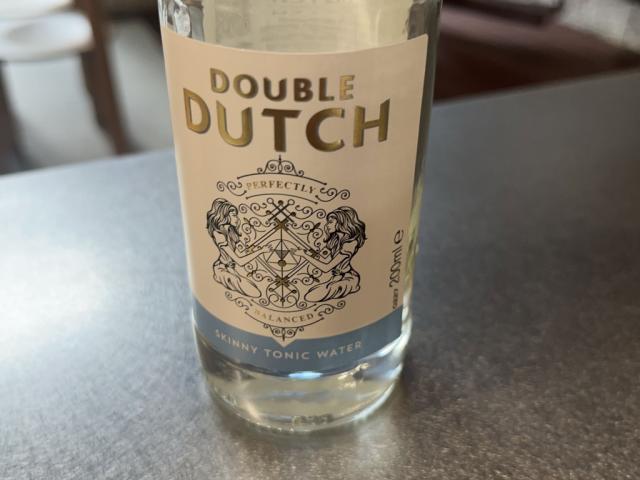 DOUBLE
DUTCH
PERFECTLY
BALANCED
SKINNY TONIC WATER
200ml e